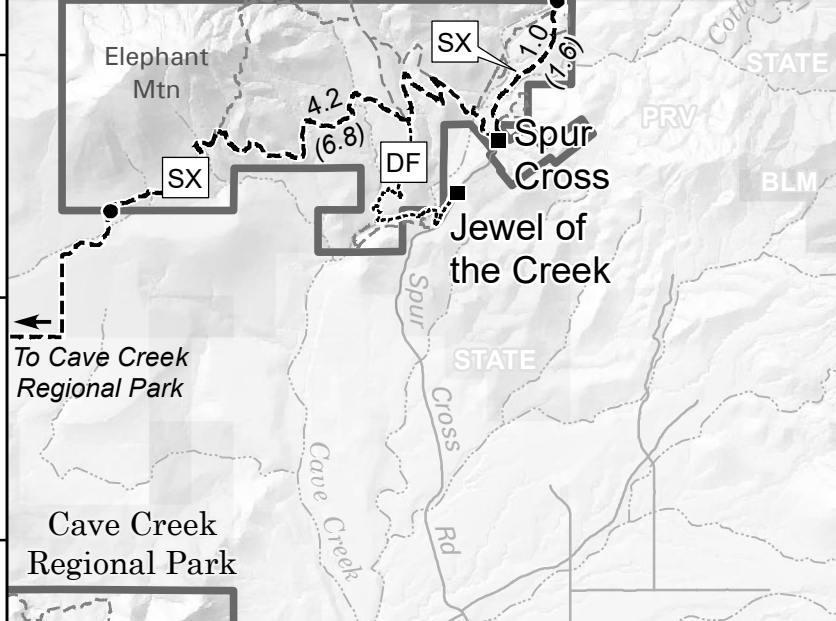 SX
1.0
(1.6)
STATE
Elephant
Mtn
4.2
(6.8)
PRV
Spur
Cross
DF
SX
BLM
Jewel of
the Creek
Spur
Cross
Rd
STATE
To Cave Creek
Regional Park
Cave Creek
Cave Creek
Regional Park